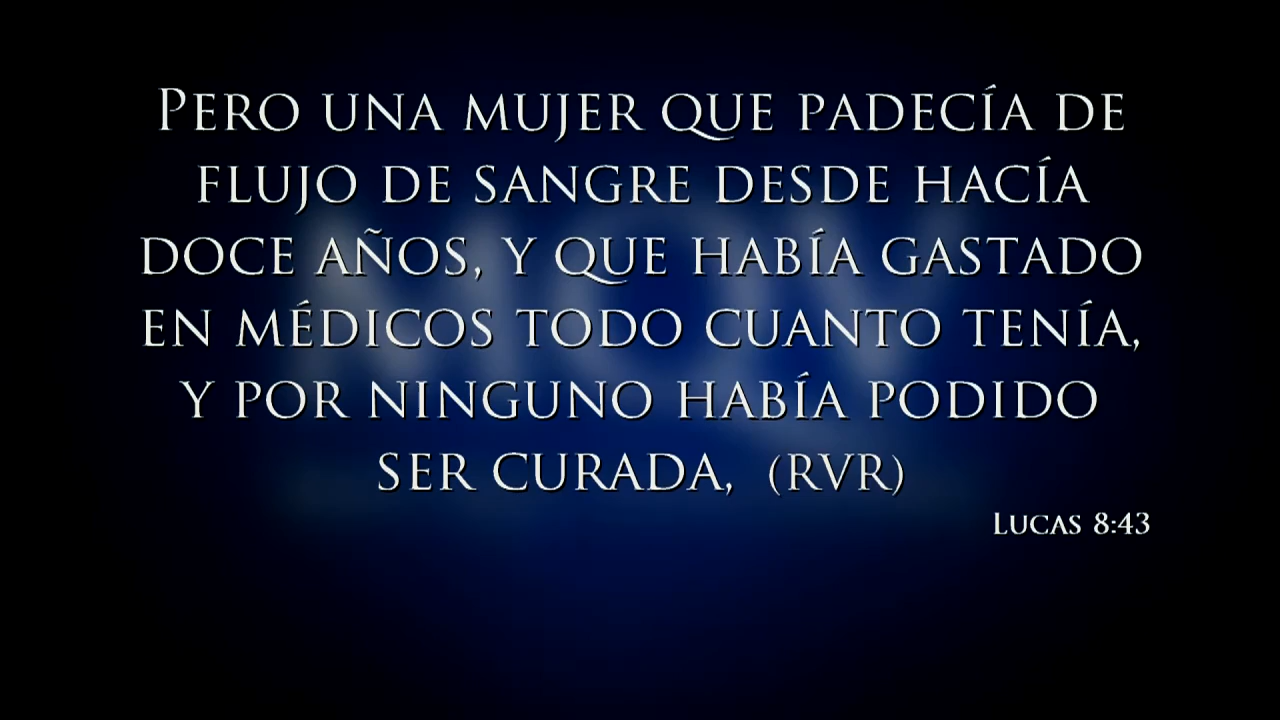 PERO UNA MUJER QUE PADECÍA DE
FLUJO DE SANGRE DESDE HACÍA
DOCE AÑOS, Y QUE HABÍA GASTADO
EN MÉDICOS TODO CUANTO TENÍA,
Y POR NINGUNO HABÍA PODIDO
SER CURADA, (RVR)
LUCAS 8:43